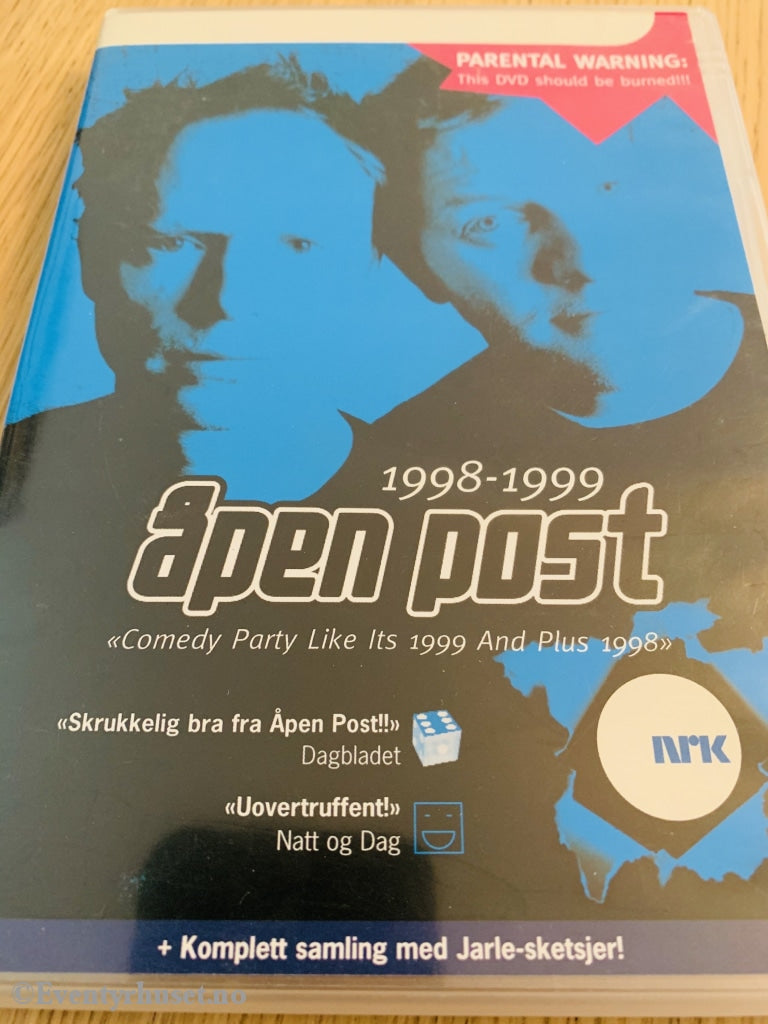 PARENTAL WARNING:
This DVD should be burned!!!
1998-1999
åpen post
«Comedy Party Like Its 1999 And Plus 1998»
«Skrukkelig bra fra Åpen Post!!»
Dagbladet
«Uovertruffent!»
Natt og Dag
nrk
+ Komplett samling med Jarle-sketsjer!
©Eventyrhuset.no